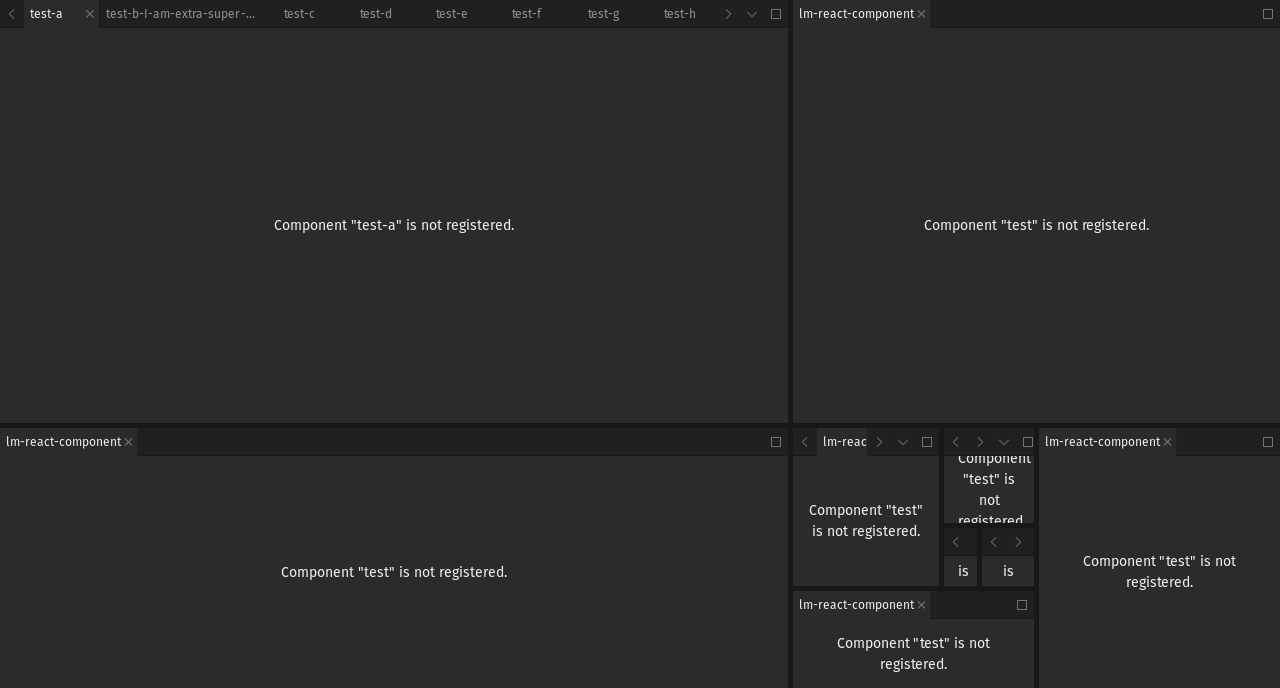 test-a
test-b-I-am-extra-super-...
test-c
test-d
test-e
test-f
test-g
test-h
Component "test-a" is not registered.
lm-react-component
Component "test" is not registered.
lm-react-component
Component "test" is not registered.
lm-reac
Component "test"
is not registered.
Component
"test" is
not
registered
is
is
lm-react-component
Component "test" is not
registered.
lm-react-component
Component "test" is not
registered.